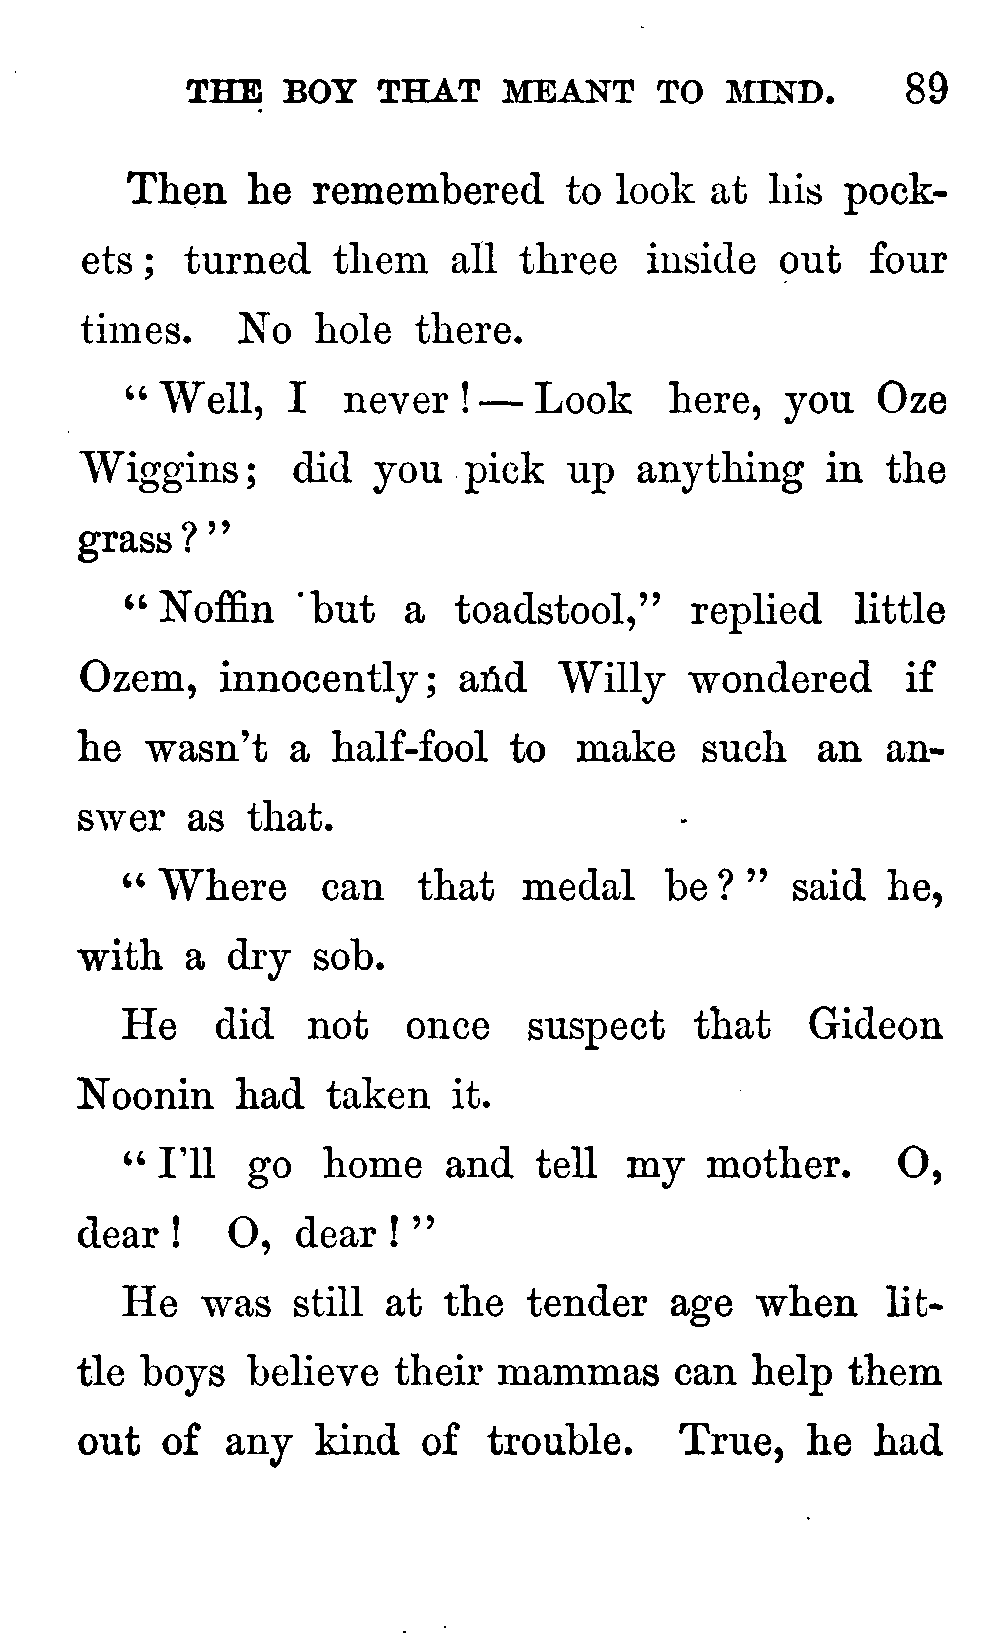 THE BOY THAT MEANT TO MIND. 89
Then he remembered to look at his pock-
ets; turned them all three inside out four
times. No hole there.
"Well, I never!—Look here, you Oze
Wiggins; did you pick up anything in the
grass?"
"Noffin but a toadstool," replied little
Ozem, innocently; and Willy wondered if
he wasn't a half-fool to make such an an-
swer as that.
"Where can that medal be?" said he,
with a dry sob.
He did not once suspect that Gideon
Noonin had taken it.
"I'll go home and tell my mother. O,
dear! O, dear!"
He was still at the tender age when lit-
tle boys believe their mammas can help them
out of any kind of trouble. True, he had